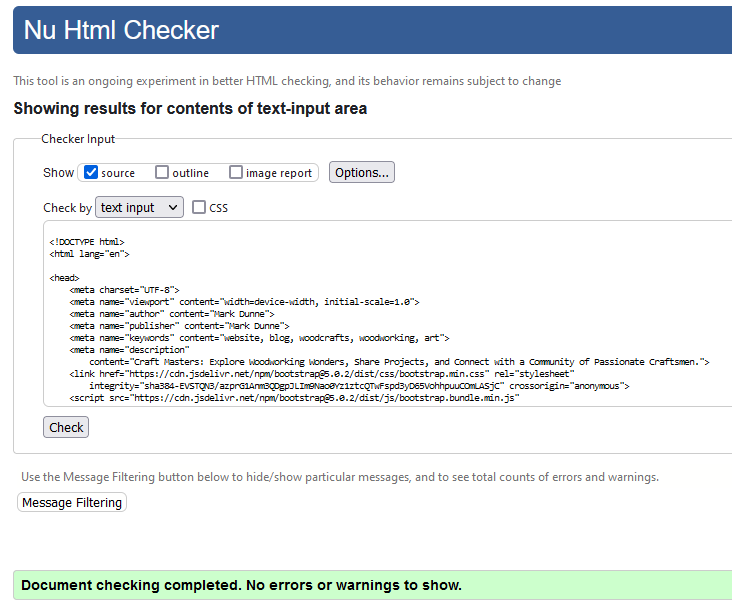 Nu Html Checker
This tool is an ongoing experiment in better HTML checking, and its behavior remains subject to change
Showing results for contents of text-input area
Checker Input
Show source outline image report Options...
Check by text input CSS
<!DOCTYPE html>
<html lang="en">
<head>
<meta charset="UTF-8">
<meta name="viewport" content="width=device-width, initial-scale=1.0">
<meta name="author" content="Mark Dunne">
<meta name="publisher" content="Mark Dunne">
<meta name="keywords" content="website, blog, woodcrafts, woodworking, art">
<meta name="description"
content="Craft Masters: Explore Woodworking Wonders, Share Projects, and Connect with a Community of Passionate Craftsmen.">
<link href="https://cdn.jsdelivr.net/npm/bootstrap@5.0.2/dist/css/bootstrap.min.css" rel="stylesheet"
integrity="sha384-EVSTQN3/azprG1Anm3QDgpJLIm9Nao0Yz1ztcQTwFspd3yD65VohhpuuCOmLASjC" crossorigin="anonymous">
<script src="https://cdn.jsdelivr.net/npm/bootstrap@5.0.2/dist/js/bootstrap.bundle.min.js"
Check
Use the Message Filtering button below to hide/show particular messages, and to see total counts of errors and warnings.
Message Filtering
Document checking completed. No errors or warnings to show.